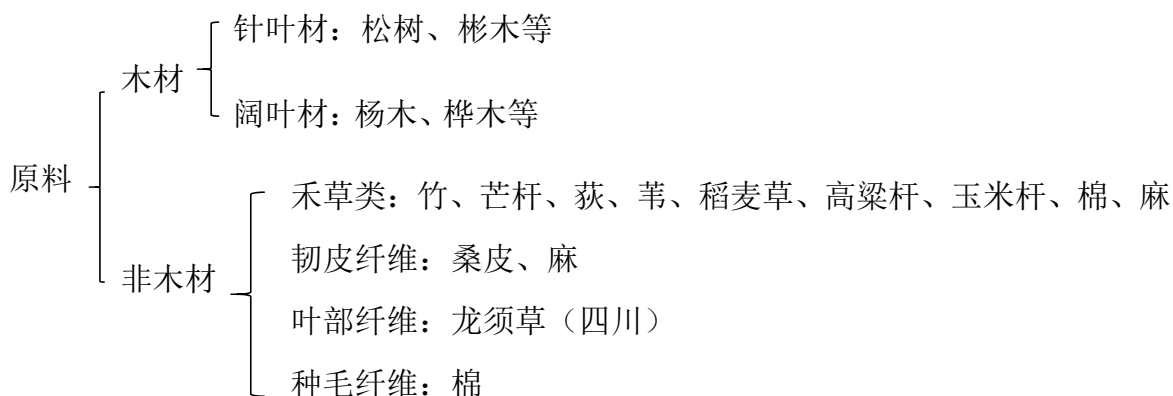 针叶材：松树、彬木等
木材
阔叶材：杨木、桦木等
原料
禾草类：竹、芒杆、荻、苇、稻麦草、高粱杆、玉米杆、棉、麻
韧皮纤维：桑皮、麻
非木材
叶部纤维：龙须草（四川）
种毛纤维：棉